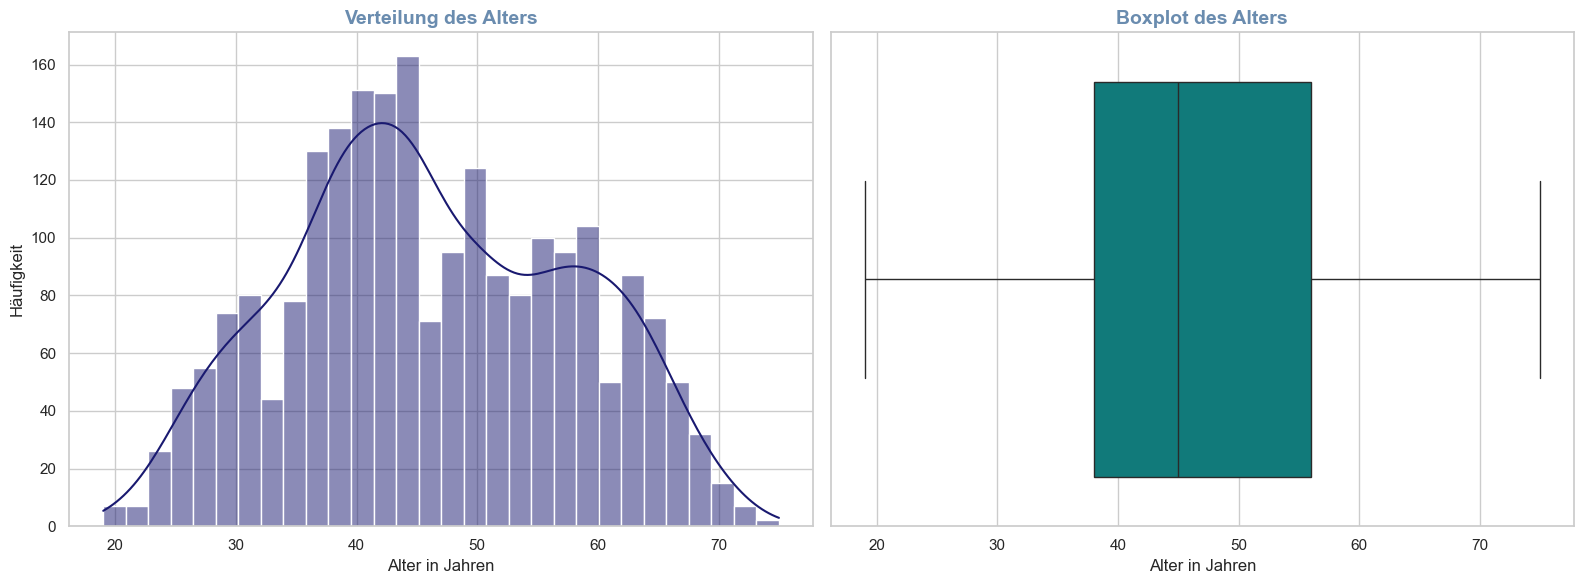 Verteilung des Alters
160
140
120
100
80
60
40
20
0
Häufigkeit
20 30 40 50 60 70
Alter in Jahren
Boxplot des Alters
20 30 40 50 60 70
Alter in Jahren